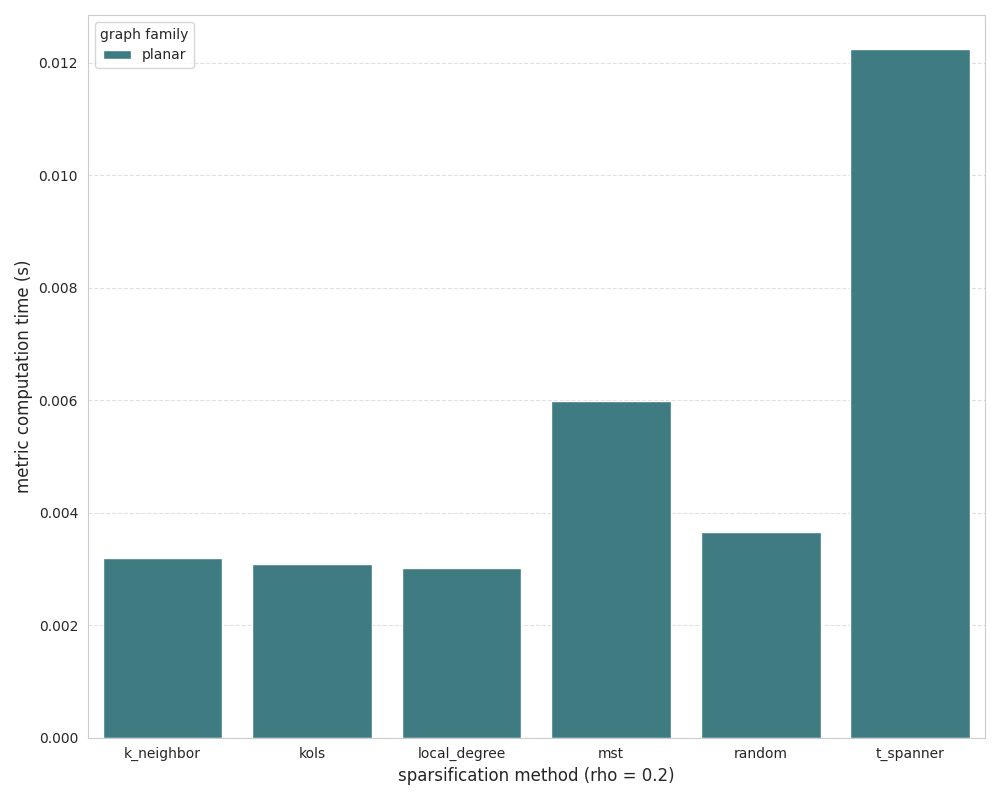 graph family
planar
metric computation time (s)
0.012
0.010
0.008
0.006
0.004
0.002
0.000
k_neighbor kols local_degree mst random t_spanner
sparsification method (rho = 0.2)